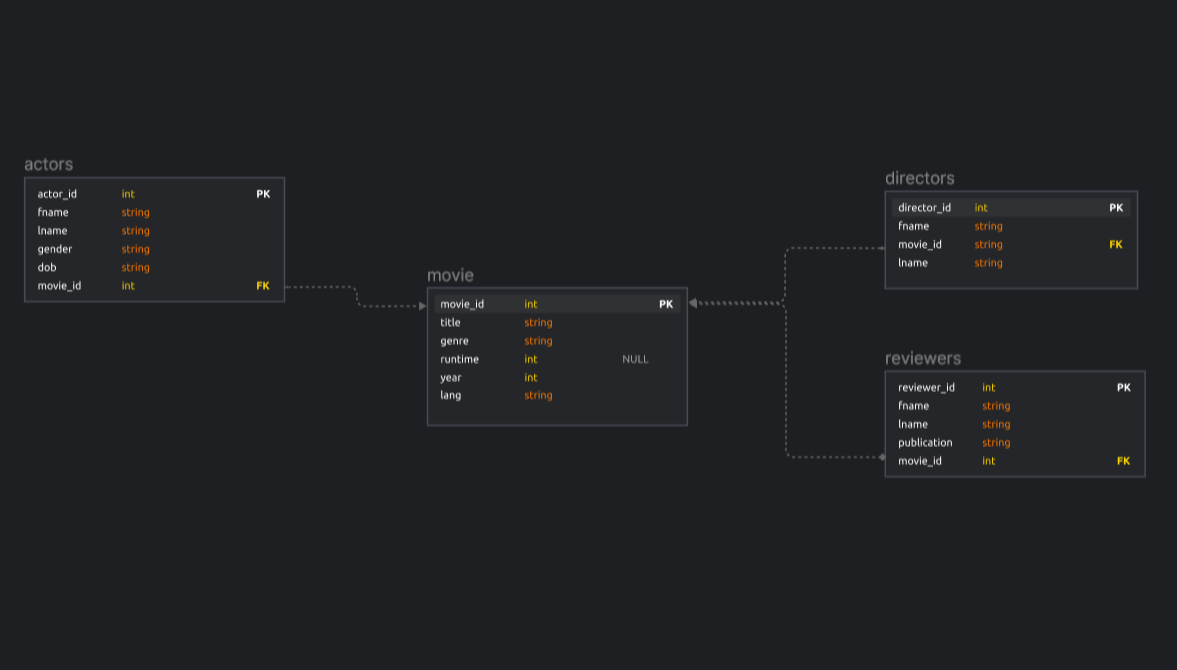 actors
actor_id int PK
fname string
lname string
gender string
dob string
movie_id int FK
movie
movie_id int PK
title string
genre string
runtime int NULL
year int
lang string
directors
director_id int PK
fname string
movie_id string FK
lname string
reviewers
reviewer_id int PK
fname string
lname string
publication string
movie_id int FK